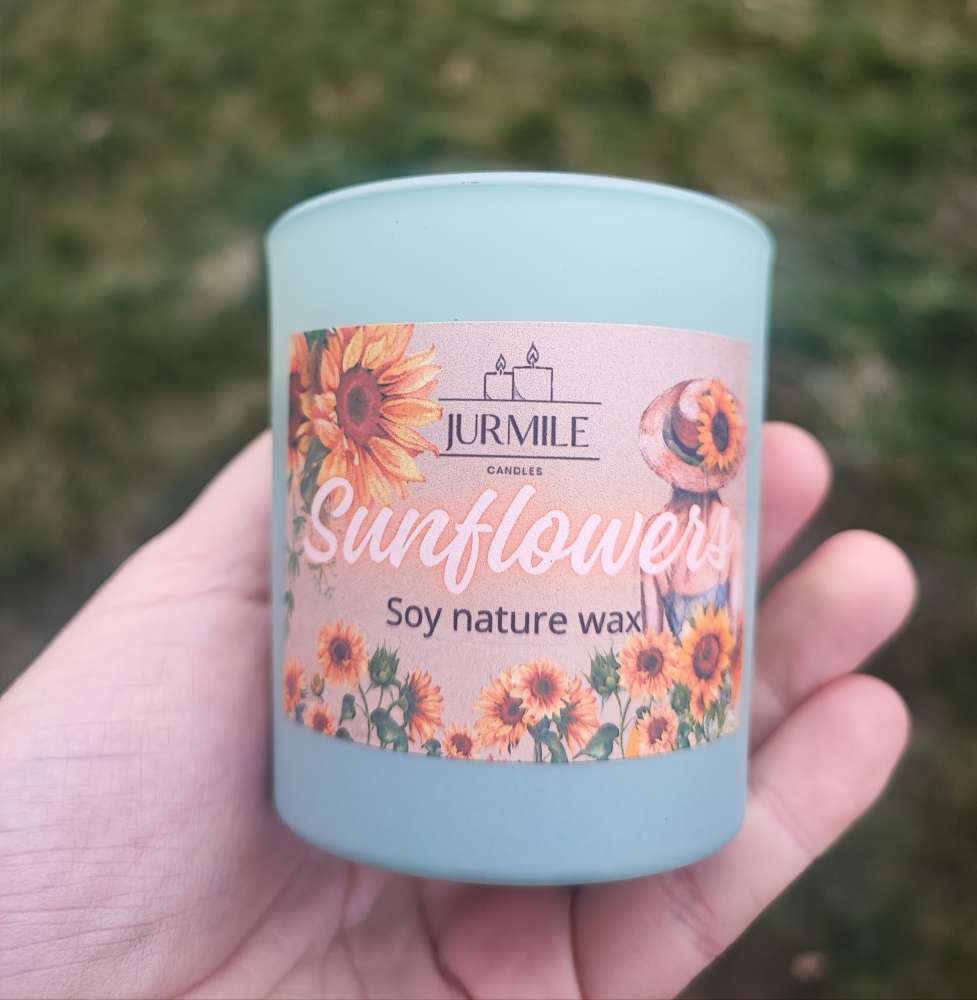 JURMILE
CANDLES
Sunflowers
Soy nature wax